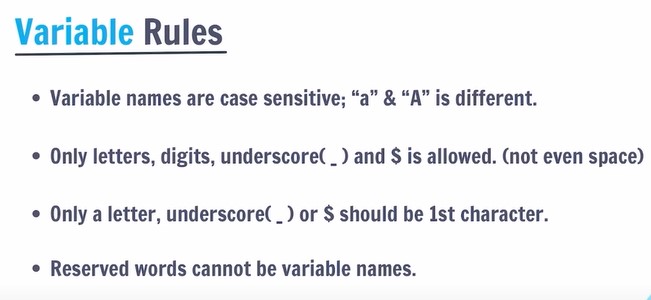 Variable Rules
• Variable names are case sensitive; “a” & “A” is different.
• Only letters, digits, underscore( _ ) and $ is allowed. (not even space)
• Only a letter, underscore( _ ) or $ should be 1st character.
• Reserved words cannot be variable names.